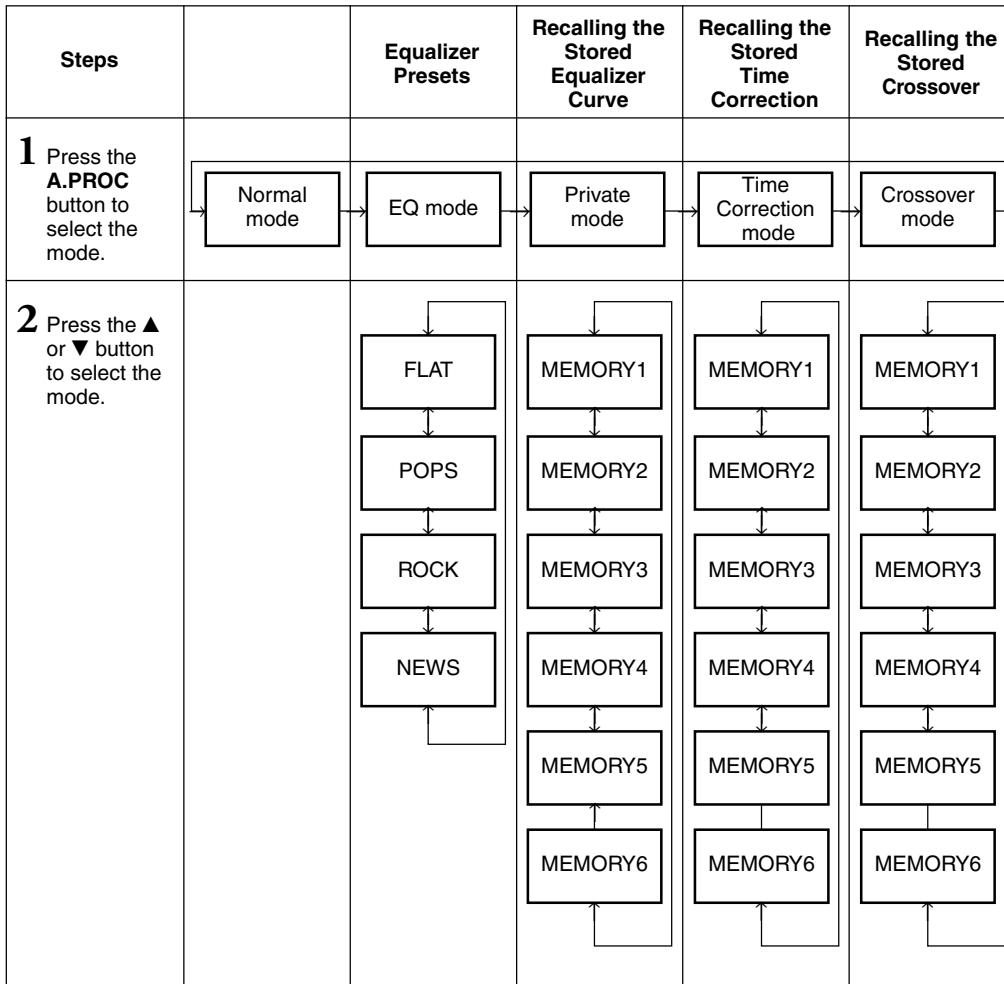 Steps
Equalizer
Presets
Recalling the
Stored
Equalizer
Curve
Recalling the
Stored
Time
Correction
Recalling the
Stored
Crossover
1 Press the
A.PROC
button to
select the
mode.
Normal
mode
EQ mode
Private
mode
Time
Correction
mode
Crossover
mode
2 Press the ▲
or ▼ button
to select the
mode.
FLAT
POPS
ROCK
NEWS
MEMORY1
MEMORY2
MEMORY3
MEMORY4
MEMORY5
MEMORY6
MEMORY1
MEMORY2
MEMORY3
MEMORY4
MEMORY5
MEMORY6
MEMORY1
MEMORY2
MEMORY3
MEMORY4
MEMORY5
MEMORY6